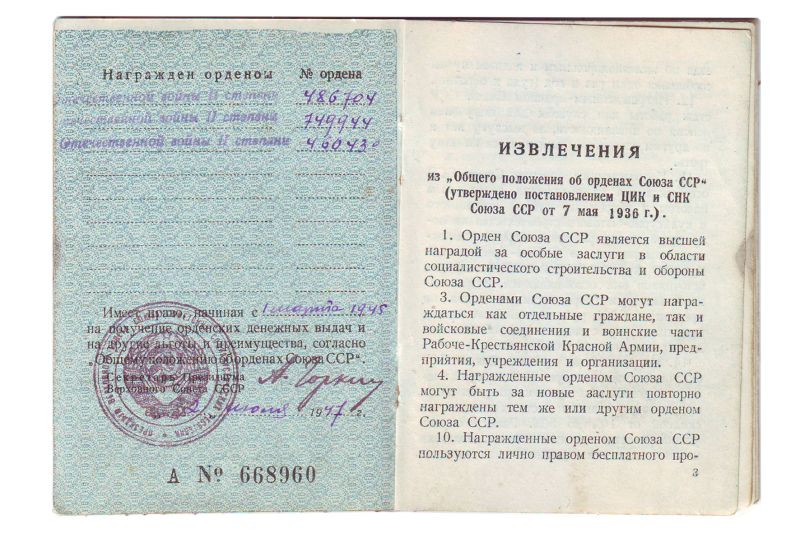 Награжден орденом № ордена
Отечественной войны II степени 486704
Отечественной войны II степени 749944
Отечественной войны II степени
Имеет право, начиная с 1 марта 1945
на получение орденских денежных выдач и
на другие льготы и преимущества, согласно
„Общему положению об орденах Союза ССР“.
Секретарь Президиума
Верховного Совета СССР А. Горкин
июля 1947 г.
А № 668960
ИЗВЛЕЧЕНИЯ
из „Общего положения об орденах Союза ССР“
(утверждено постановлением ЦИК и СНК
Союза ССР от 7 мая 1936 г.).
1. Орден Союза ССР является высшей
наградой за особые заслуги в области
социалистического строительства и обороны
Союза ССР.
3. Орденами Союза ССР могут награ-
ждаться как отдельные граждане, так и
войсковые соединения и воинские части
Рабоче-Крестьянской Красной Армии, пред-
приятия, учреждения и организации.
4. Награжденные орденом Союза ССР
могут быть за новые заслуги повторно
награждены тем же или другим орденом
Союза ССР.
10. Награжденные орденом Союза ССР
пользуются лично правом бесплатного про-
3